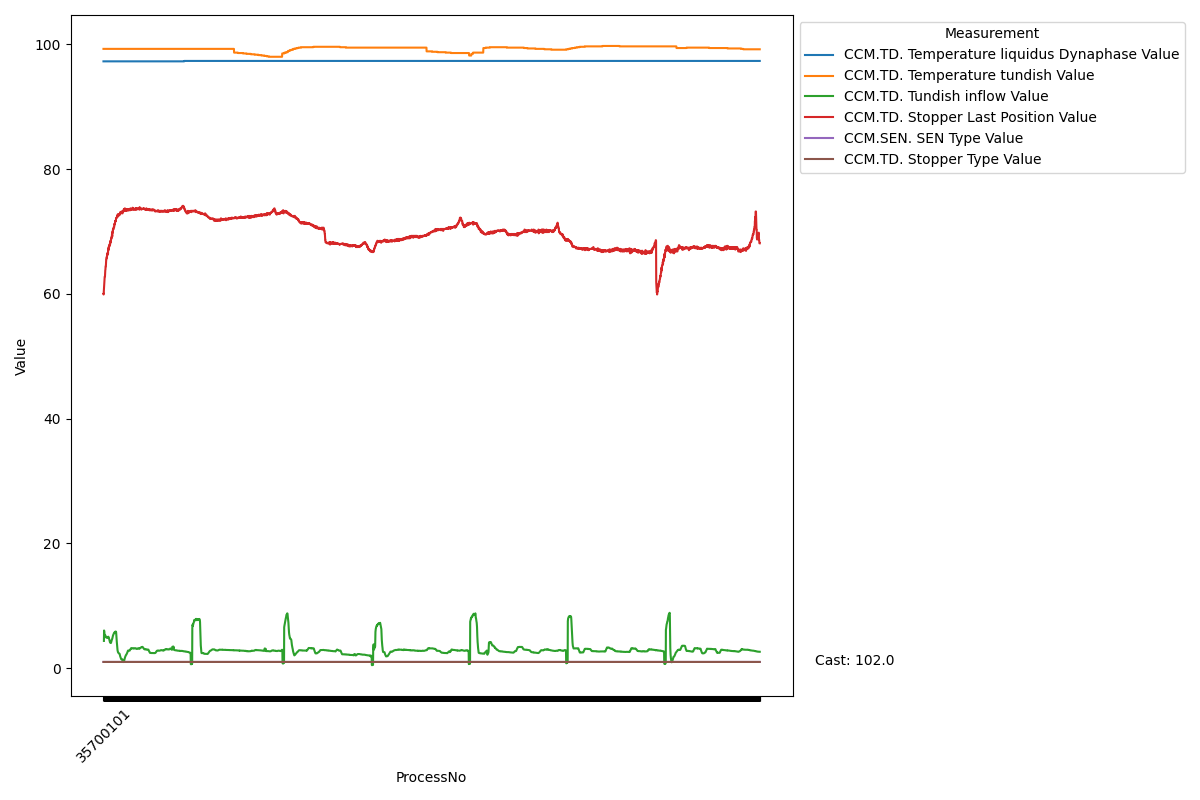 Measurement
CCM.TD. Temperature liquidus Dynaphase Value
CCM.TD. Temperature tundish Value
CCM.TD. Tundish inflow Value
CCM.TD. Stopper Last Position Value
CCM.SEN. SEN Type Value
CCM.TD. Stopper Type Value
100
80
60
40
20
0
Value
Cast: 102.0
35700101
ProcessNo